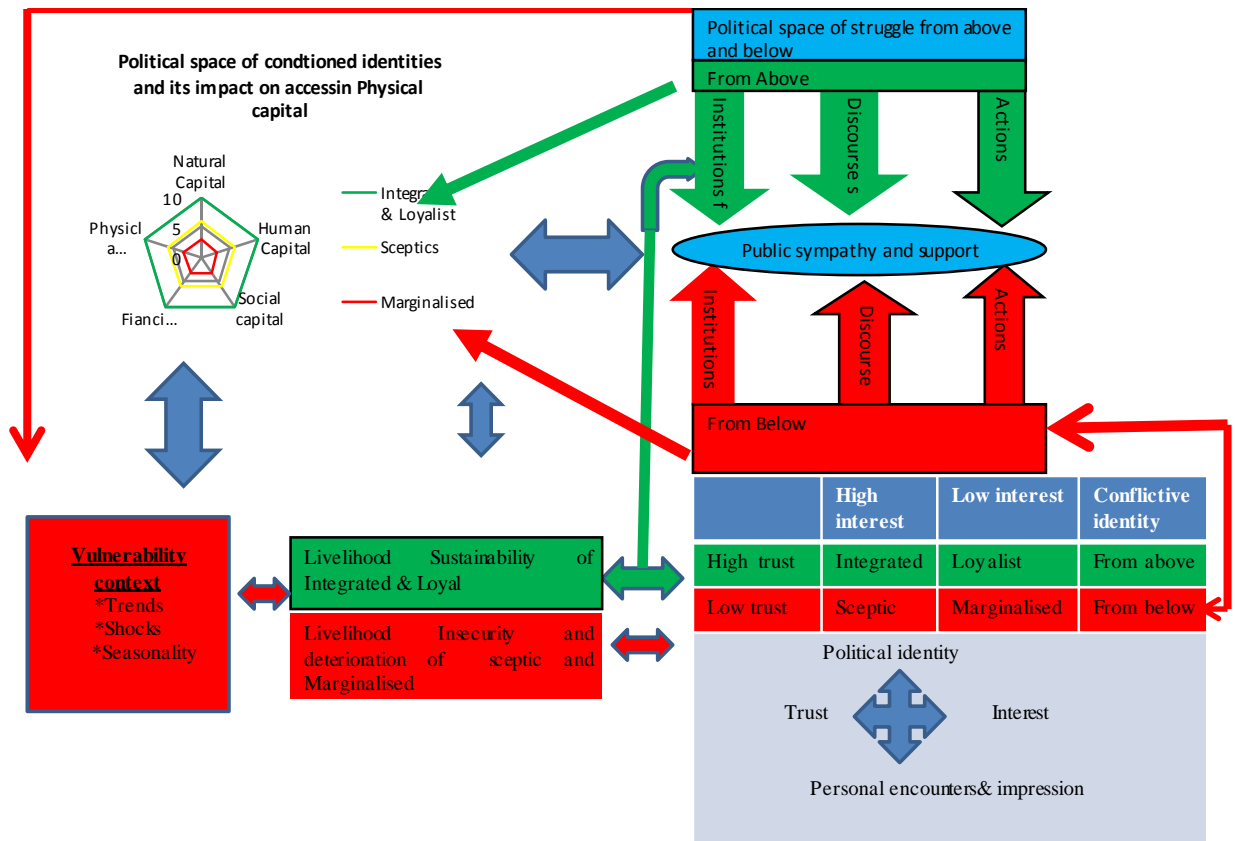 Political space of condtioned identities
and its impact on accessin Physical
capital
Natural
Capital
10
5
0
Human
Capital
Social
capital
Fianci...
Physicl
a...
Integ
& Loyalist
Sceptics
Marginalised
Political space of struggle from above
and below
From Above
Institutions f
Discourse s
Actions
Public sympathy and support
Institutions
Discourse
Actions
From Below
High
interest
Low interest
Conflictive
identity
High trust
Integrated
Loyalist
From above
Low trust
Sceptic
Marginalised
From below
Political identity
Trust
Interest
Personal encounters& impression
Vulnerability
context
*Trends
*Shocks
*Seasonality
Livelihood Sustainability of
Integrated & Loyal
Livelihood Insecurity and
deterioration of sceptic and
Marginalised